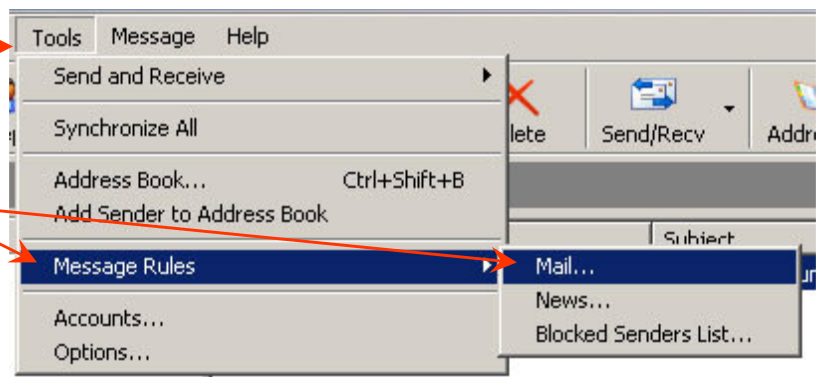 Tools Message Help
Send and Receive
Synchronize All
lete Send/Recv Addre
Address Book... Ctrl+Shift+B
Add Sender to Address Book
Subject
Message Rules Mail...
News...
Accounts... Blocked Senders List...
Options...